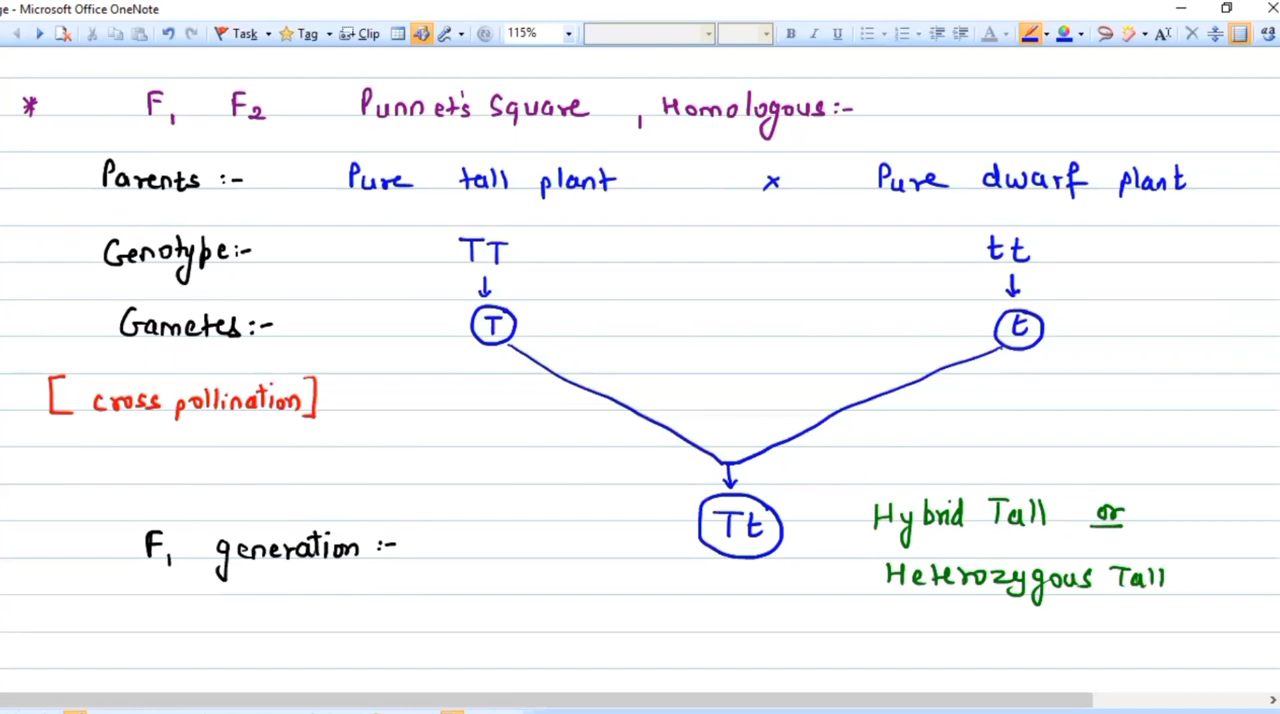 ge - Microsoft Office OneNote
Task Tag Clip 115% B I U A
* F1 F2 Punnet's Square , Homologous:-
Parents :- Pure tall plant x Pure dwarf plant
Genotype:- TT tt
Gametes:- T t
[ cross pollination ]
F1 generation :- Tt Hybrid Tall or
Heterozygous Tall